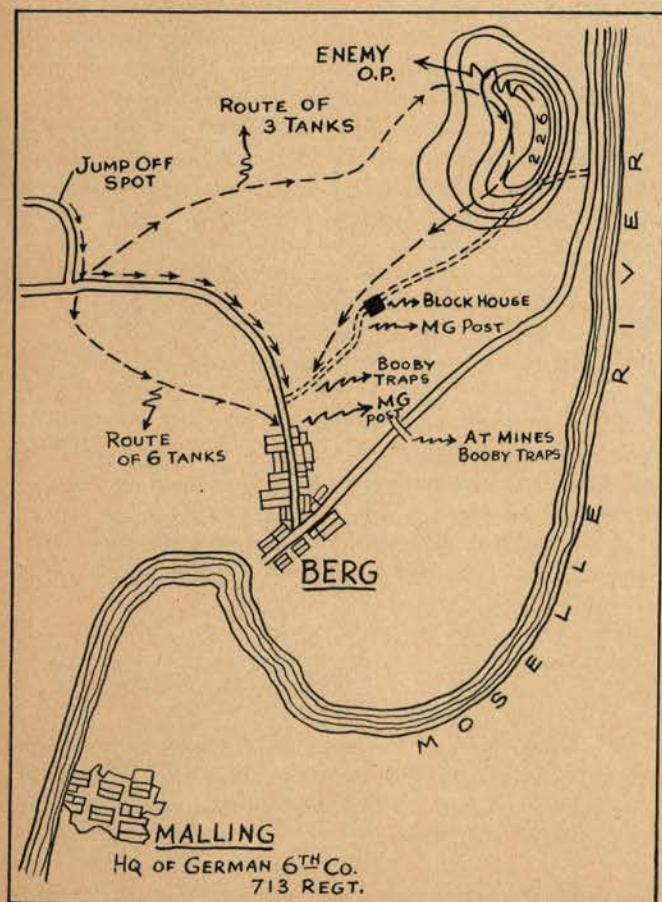 ENEMY
O.P.
ROUTE OF
3 TANKS
JUMP OFF
SPOT
226
BLOCK HOUSE
MG POST
BOOBY
TRAPS
MG
POST
AT MINES
BOOBY TRAPS
ROUTE
OF 6 TANKS
BERG
MOSELLE RIVER
MALLING
HQ OF GERMAN 6TH CO.
713 REGT.